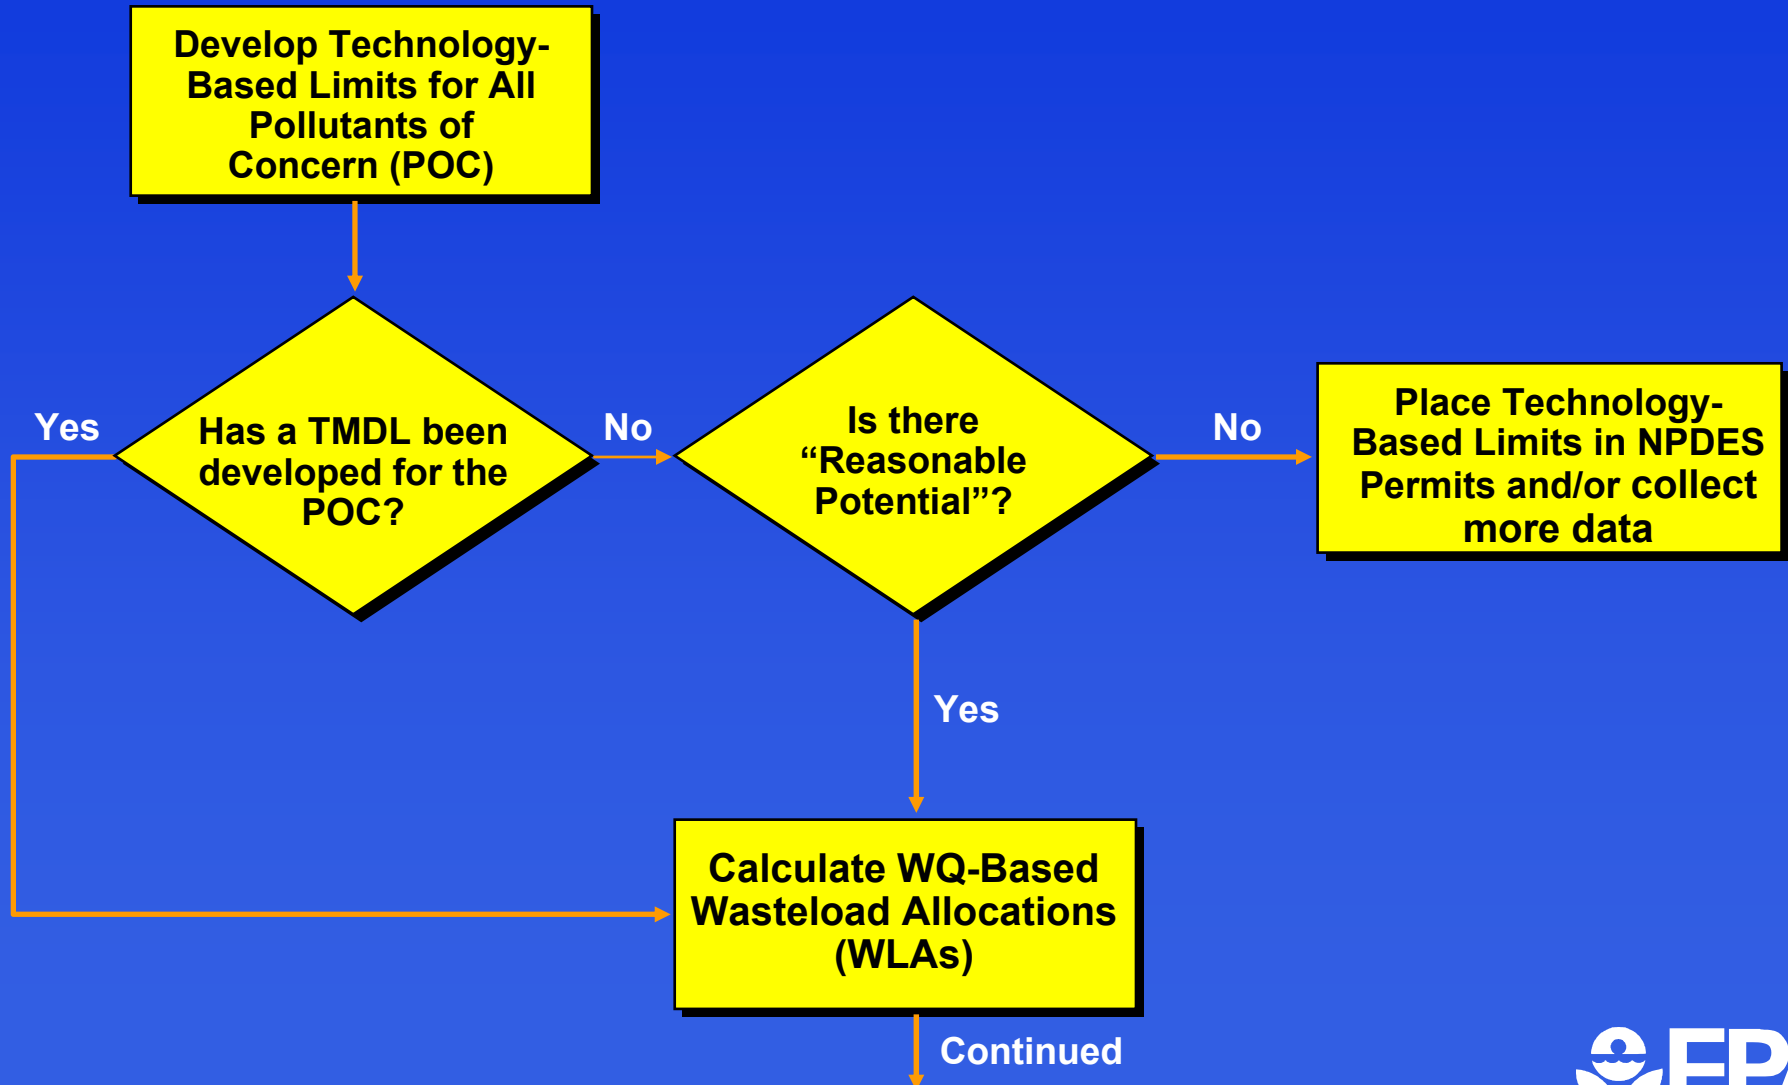 Develop Technology-
Based Limits for All
Pollutants of
Concern (POC)
Yes
Has a TMDL been
developed for the
POC?
No
Is there
“Reasonable
Potential”?
No
Place Technology-
Based Limits in NPDES
Permits and/or collect
more data
Yes
Calculate WQ-Based
Wasteload Allocations
(WLAs)
Continued